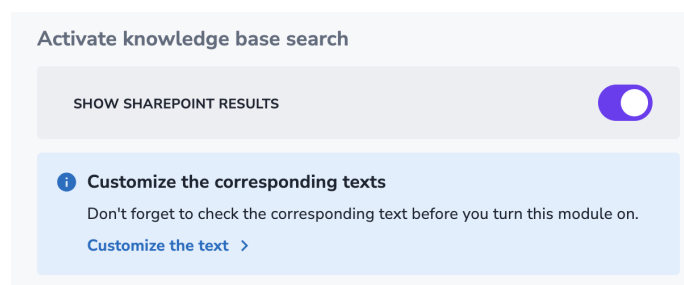 Activate knowledge base search
SHOW SHAREPOINT RESULTS
Customize the corresponding texts
Don't forget to check the corresponding text before you turn this module on.
Customize the text